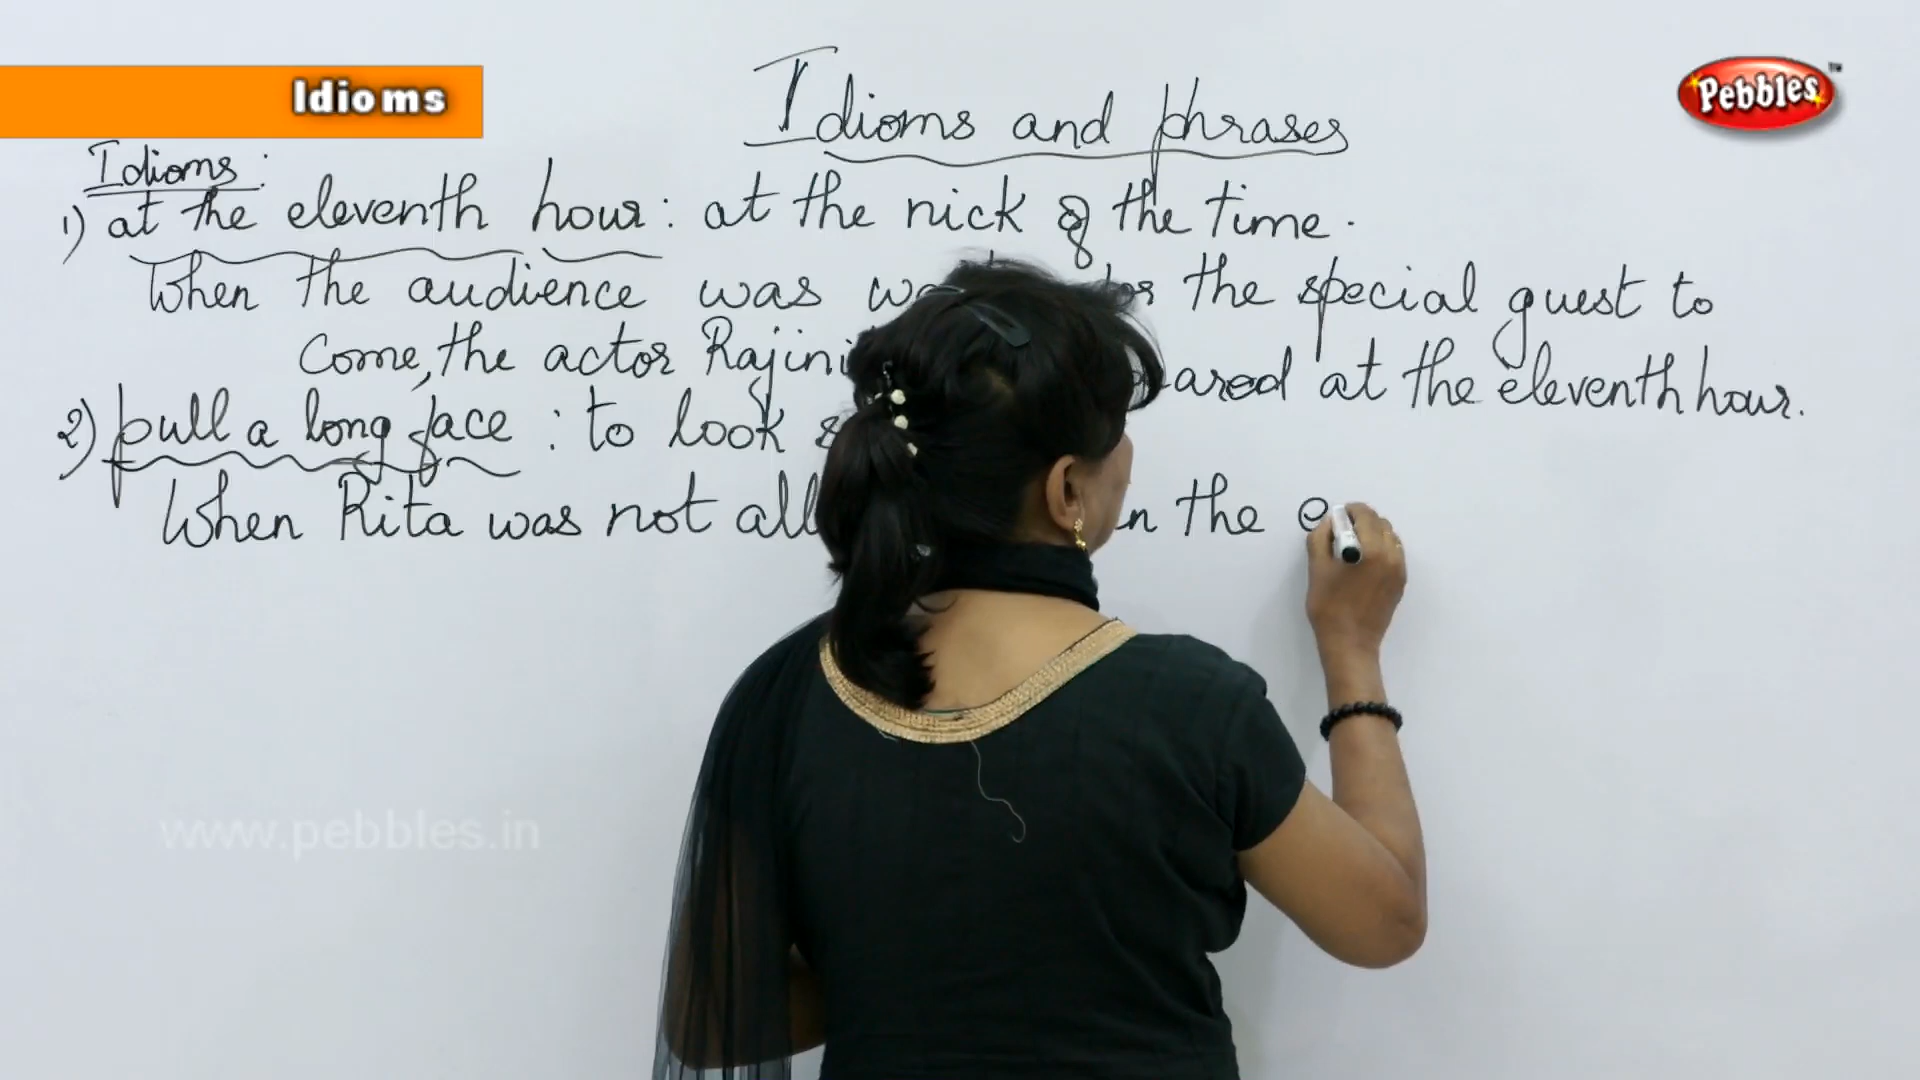 Idioms
Pebbles™
Idioms and phrases
Idioms:
1) at the eleventh hour: at the nick of the time.
When the audience was the special guest to
Come, the actor at the eleventh hour.
2) pull a long face : to look
When Rita was not the
www.pebbles.in